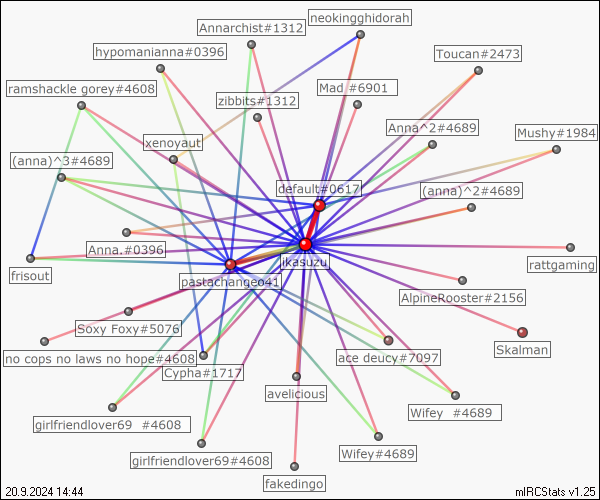 neokingghidorah
Annarchist#1312
hypomanianna#0396
Toucan#2473
ramshackle gorey#4608
Mad #6901
zibbits#1312
Anna^2#4689
Mushy#1984
xenoyaut
(anna)^3#4689
default#0617
(anna)^2#4689
Anna.#0396
ikasuzu
rattgaming
frisout
pastachangeo41
AlpineRooster#2156
Soxy Foxy#5076
Skalman
no cops no laws no hope#4608
ace deucy#7097
Cypha#1717
avelicious
Wifey #4689
girlfriendlover69 #4608
Wifey#4689
girlfriendlover69#4608
fakedingo
20.9.2024 14:44
mIRCStats v1.25